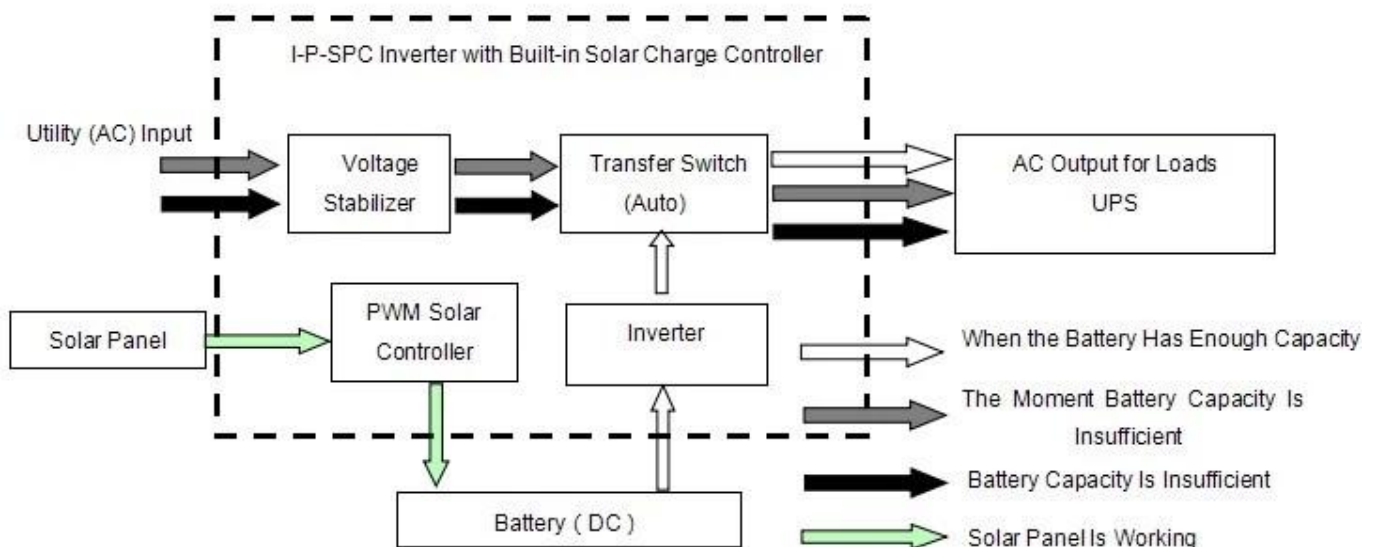 I-P-SPC Inverter with Built-in Solar Charge Controller
Utility (AC) Input
Voltage
Stabilizer
Transfer Switch
(Auto)
AC Output for Loads
UPS
Solar Panel
PWM Solar
Controller
Inverter
Battery ( DC )
When the Battery Has Enough Capacity
The Moment Battery Capacity Is
Insufficient
Battery Capacity Is Insufficient
Solar Panel Is Working